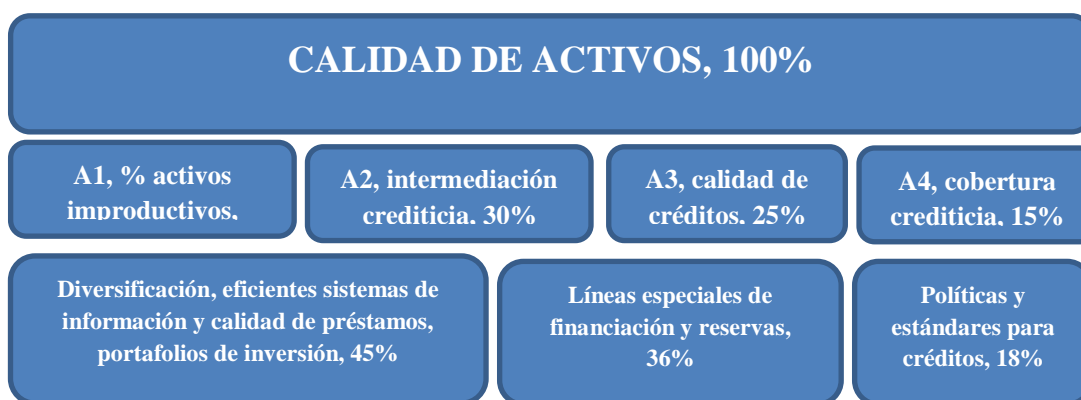 CALIDAD DE ACTIVOS, 100%
A1, % activos
improductivos,
A2, intermediación
crediticia, 30%
A3, calidad de
créditos, 25%
A4, cobertura
crediticia, 15%
Diversificación, eficientes sistemas de
información y calidad de préstamos,
portafolios de inversión, 45%
Líneas especiales de
financiación y reservas,
36%
Políticas y
estándares para
créditos, 18%